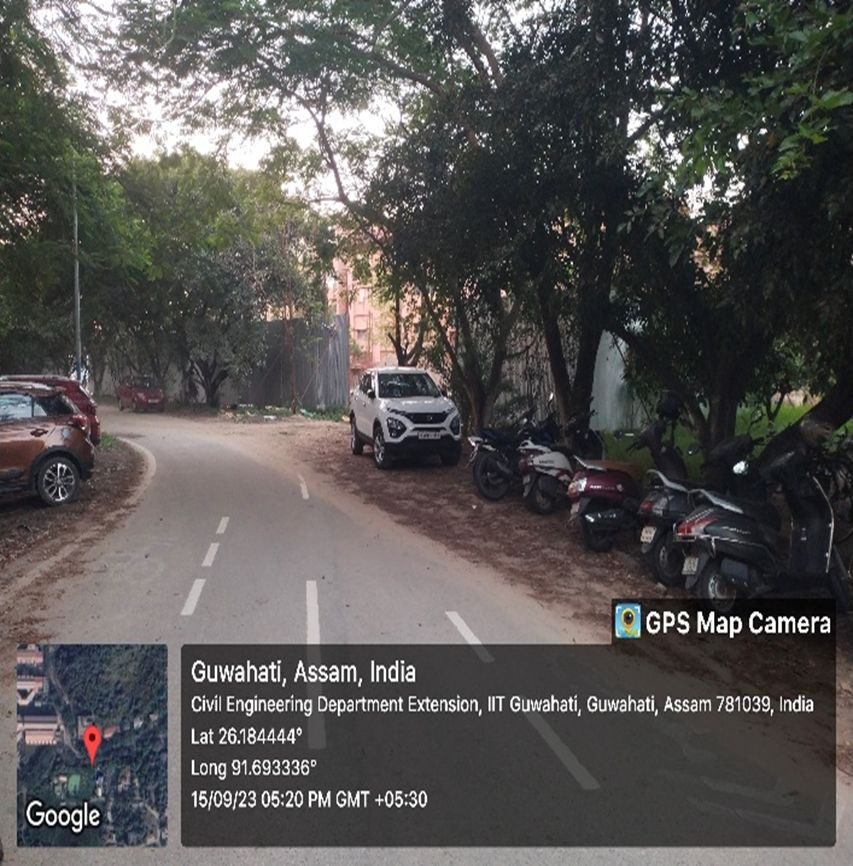 GPS Map Camera
Guwahati, Assam, India
Civil Engineering Department Extension, IIT Guwahati, Guwahati, Assam 781039, India
Lat 26.184444°
Long 91.693336°
15/09/23 05:20 PM GMT +05:30
Google